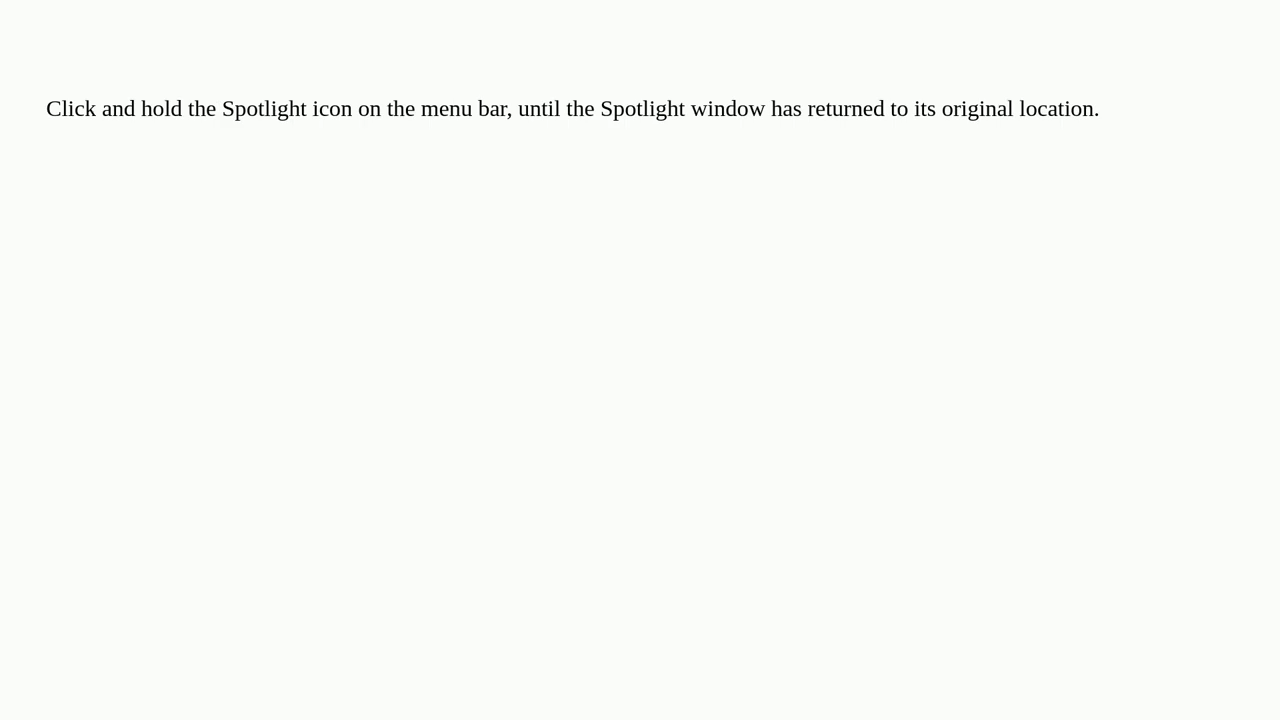 Click and hold the Spotlight icon on the menu bar, until the Spotlight window has returned to its original location.